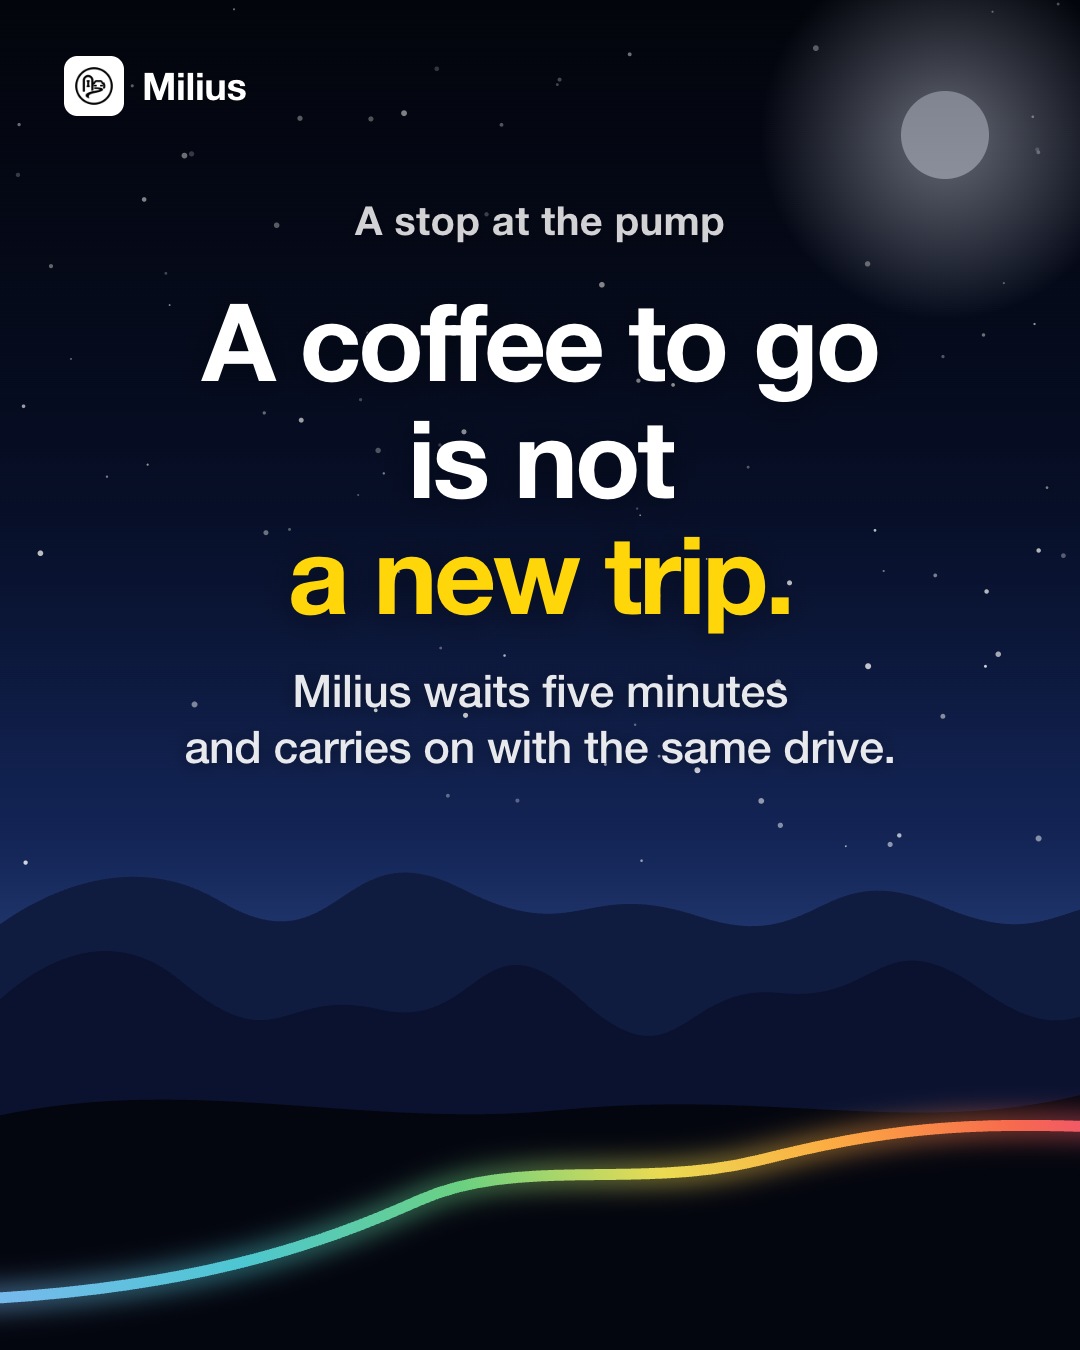 Milius
A stop at the pump
A coffee to go
is not
a new trip.
Milius waits five minutes
and carries on with the same drive.